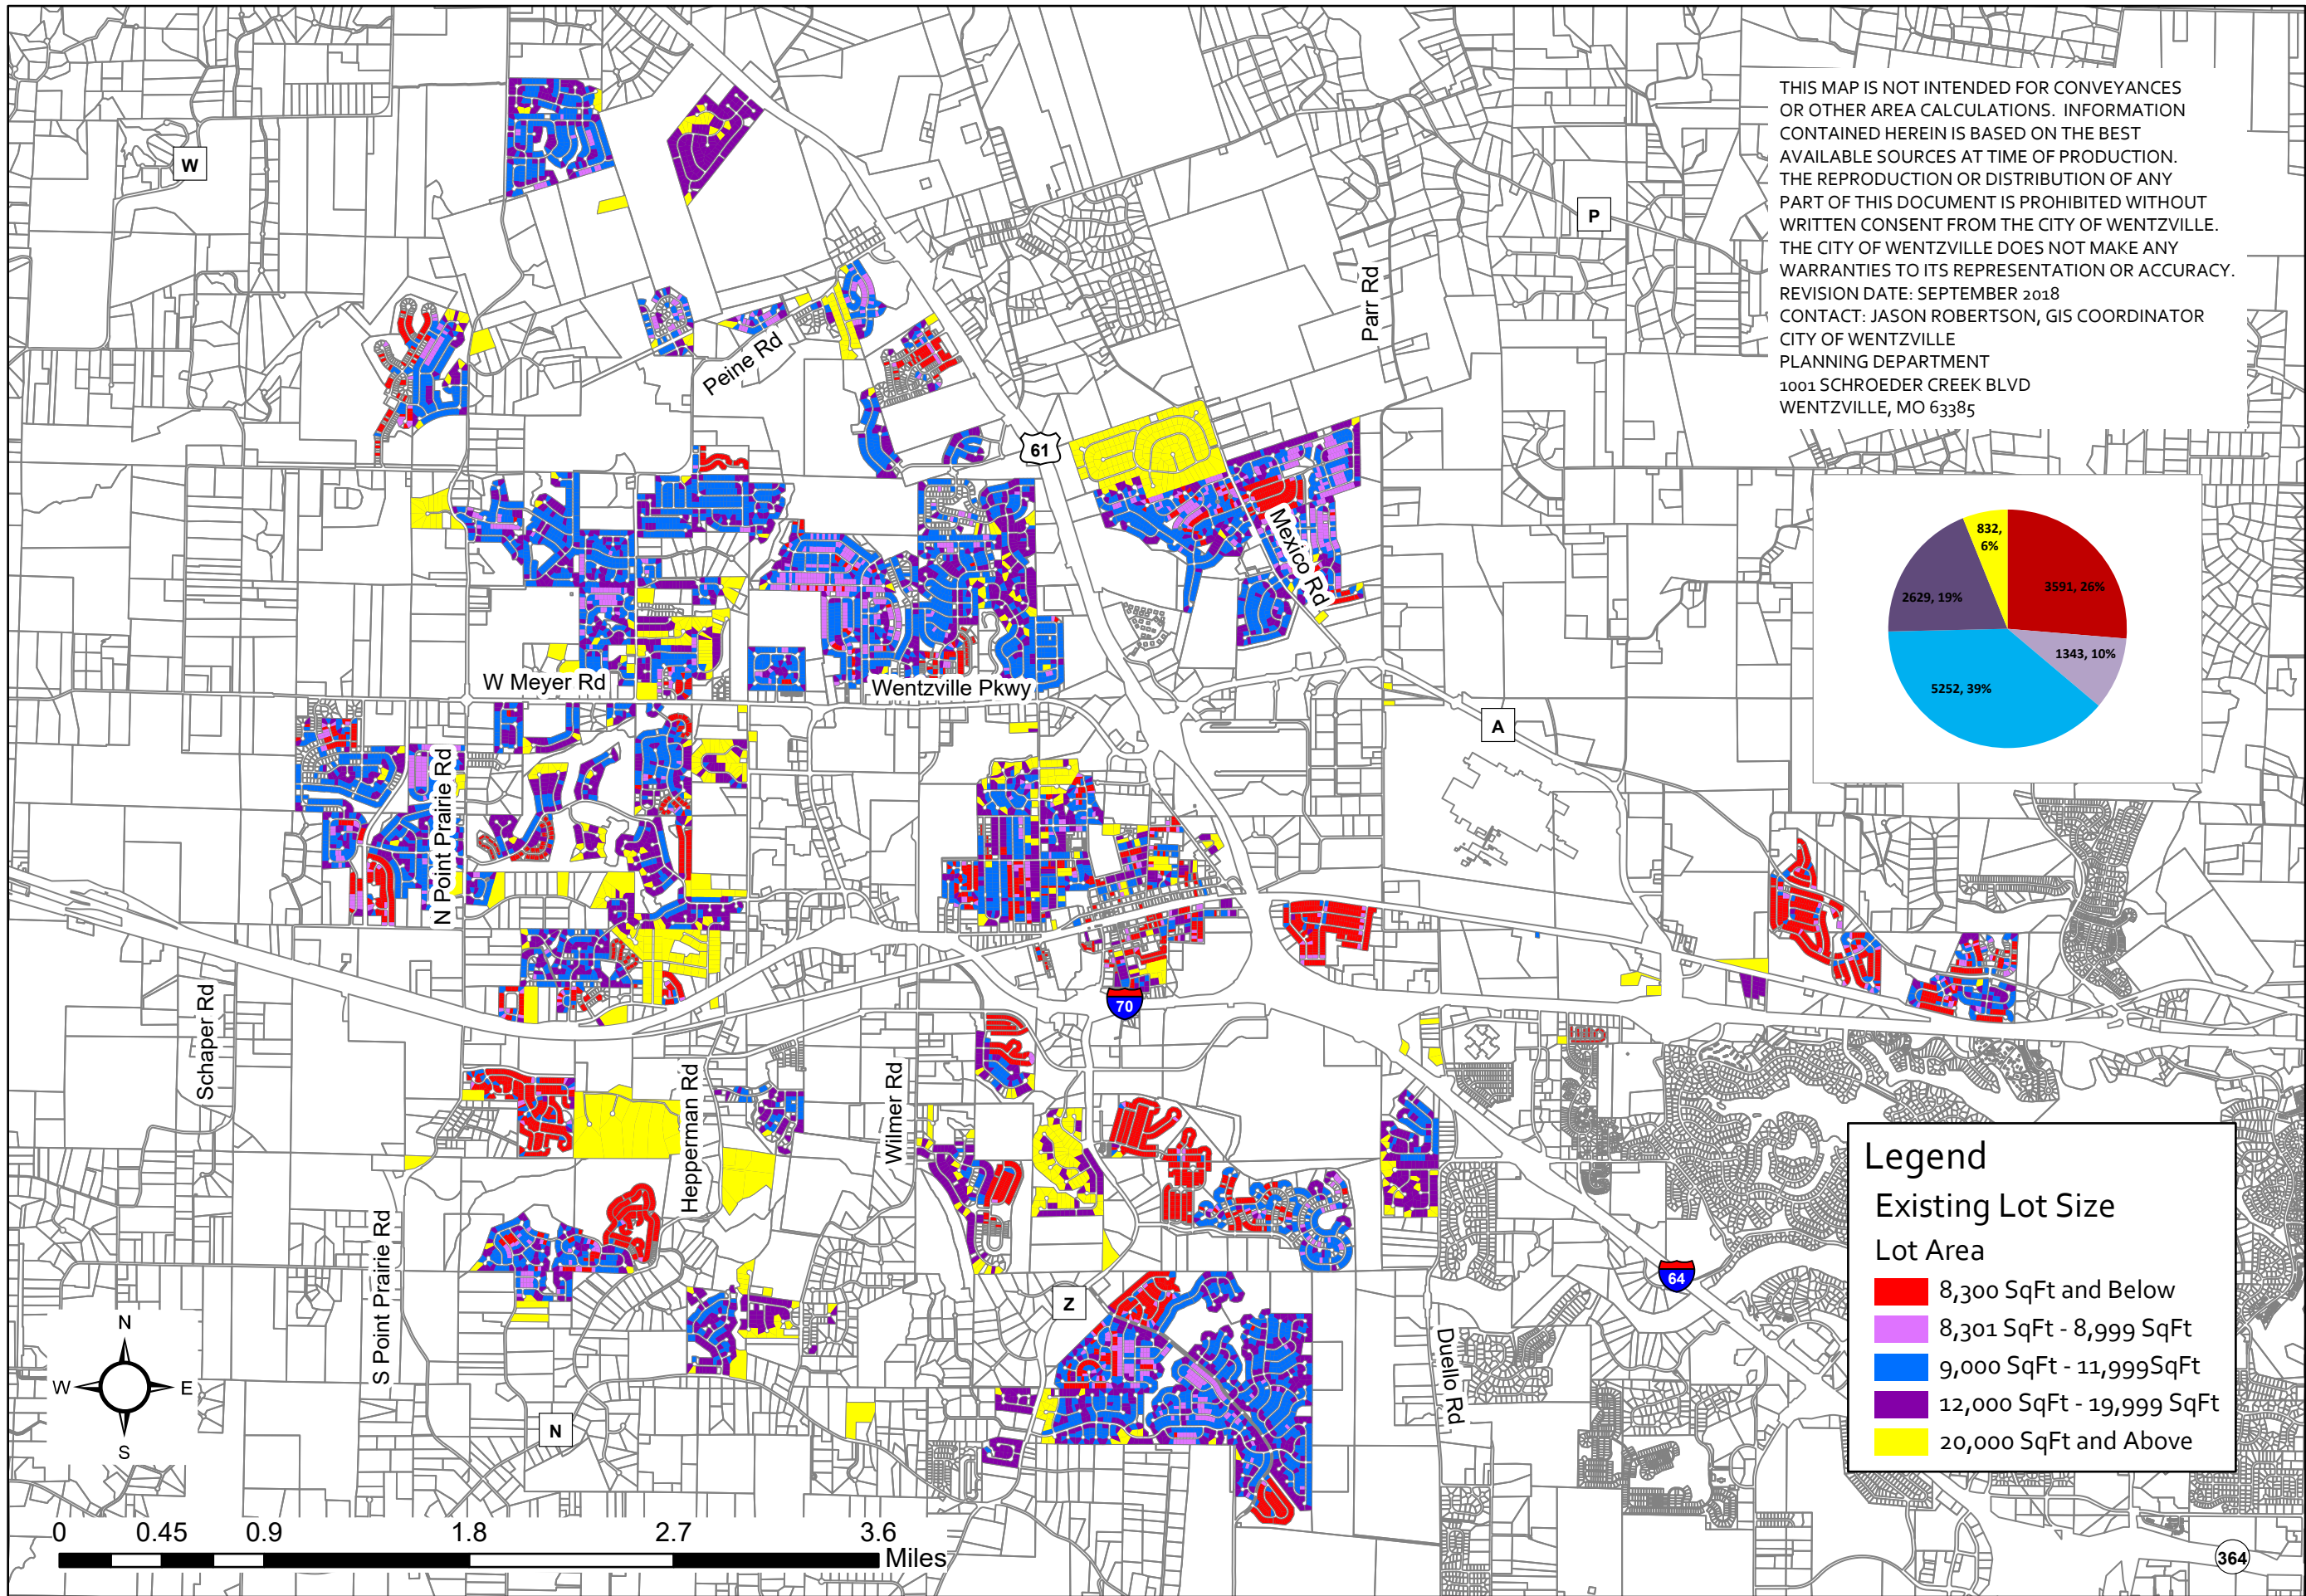 THIS MAP IS NOT INTENDED FOR CONVEYANCES
OR OTHER AREA CALCULATIONS. INFORMATION
CONTAINED HEREIN IS BASED ON THE BEST
AVAILABLE SOURCES AT TIME OF PRODUCTION.
THE REPRODUCTION OR DISTRIBUTION OF ANY
PART OF THIS DOCUMENT IS PROHIBITED WITHOUT
WRITTEN CONSENT FROM THE CITY OF WENTZVILLE.
THE CITY OF WENTZVILLE DOES NOT MAKE ANY
WARRANTIES TO ITS REPRESENTATION OR ACCURACY.
REVISION DATE: SEPTEMBER 2018
CONTACT: JASON ROBERTSON, GIS COORDINATOR
CITY OF WENTZVILLE
PLANNING DEPARTMENT
1001 SCHROEDER CREEK BLVD
WENTZVILLE, MO 63385
W
P
Parr Rd
Peine Rd
61
Mexico Rd
832,
6%
3591, 26%
2629, 19%
1343, 10%
5252, 39%
W Meyer Rd
Wentzville Pkwy
A
N Point Prairie Rd
70
Schaper Rd
Hepperman Rd
Wilmer Rd
S Point Prairie Rd
64
Z
Duello Rd
N
Legend
Existing Lot Size
Lot Area
8,300 SqFt and Below
8,301 SqFt - 8,999 SqFt
9,000 SqFt - 11,999SqFt
12,000 SqFt - 19,999 SqFt
20,000 SqFt and Above
N
W E
S
0 0.45 0.9 1.8 2.7 3.6
Miles
364